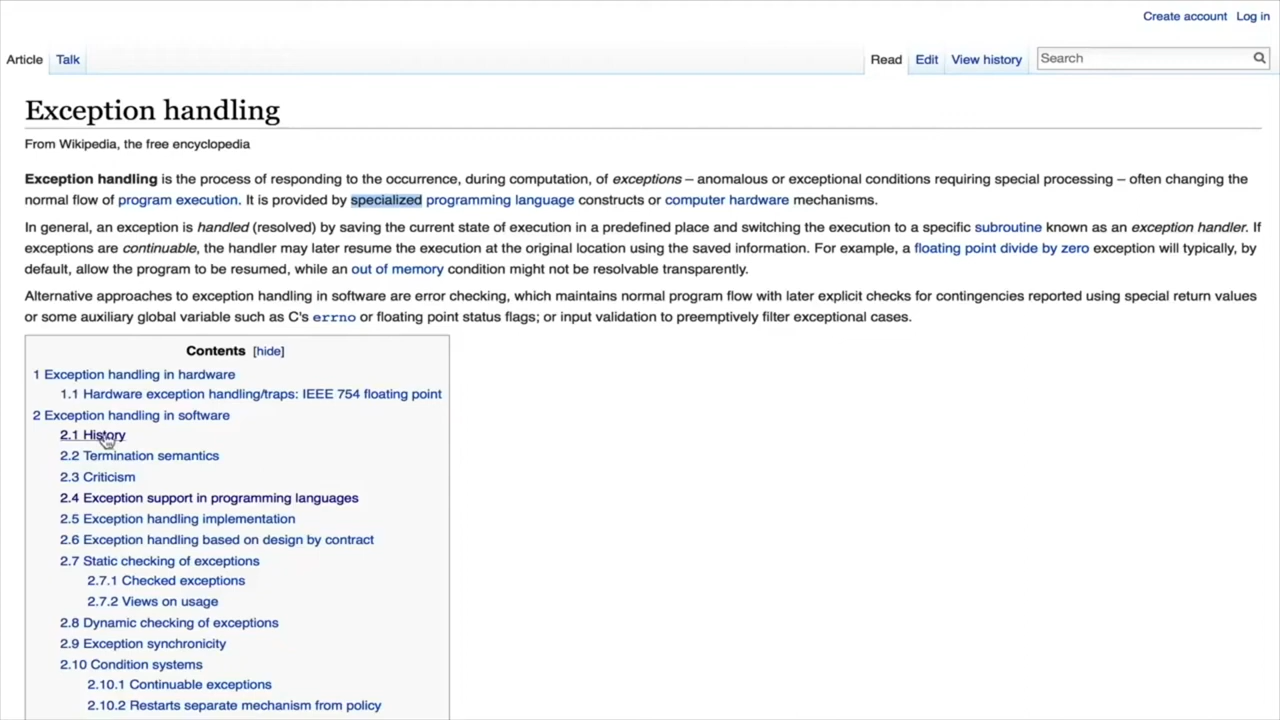 Create account Log in
Article Talk Read Edit View history Search
Exception handling
From Wikipedia, the free encyclopedia
Exception handling is the process of responding to the occurrence, during computation, of exceptions – anomalous or exceptional conditions requiring special processing – often changing the
normal flow of program execution. It is provided by specialized programming language constructs or computer hardware mechanisms.
In general, an exception is handled (resolved) by saving the current state of execution in a predefined place and switching the execution to a specific subroutine known as an exception handler. If
exceptions are continuable, the handler may later resume the execution at the original location using the saved information. For example, a floating point divide by zero exception will typically, by
default, allow the program to be resumed, while an out of memory condition might not be resolvable transparently.
Alternative approaches to exception handling in software are error checking, which maintains normal program flow with later explicit checks for contingencies reported using special return values
or some auxiliary global variable such as C's errno or floating point status flags; or input validation to preemptively filter exceptional cases.
Contents [hide]
1 Exception handling in hardware
1.1 Hardware exception handling/traps: IEEE 754 floating point
2 Exception handling in software
2.1 History
2.2 Termination semantics
2.3 Criticism
2.4 Exception support in programming languages
2.5 Exception handling implementation
2.6 Exception handling based on design by contract
2.7 Static checking of exceptions
2.7.1 Checked exceptions
2.7.2 Views on usage
2.8 Dynamic checking of exceptions
2.9 Exception synchronicity
2.10 Condition systems
2.10.1 Continuable exceptions
2.10.2 Restarts separate mechanism from policy